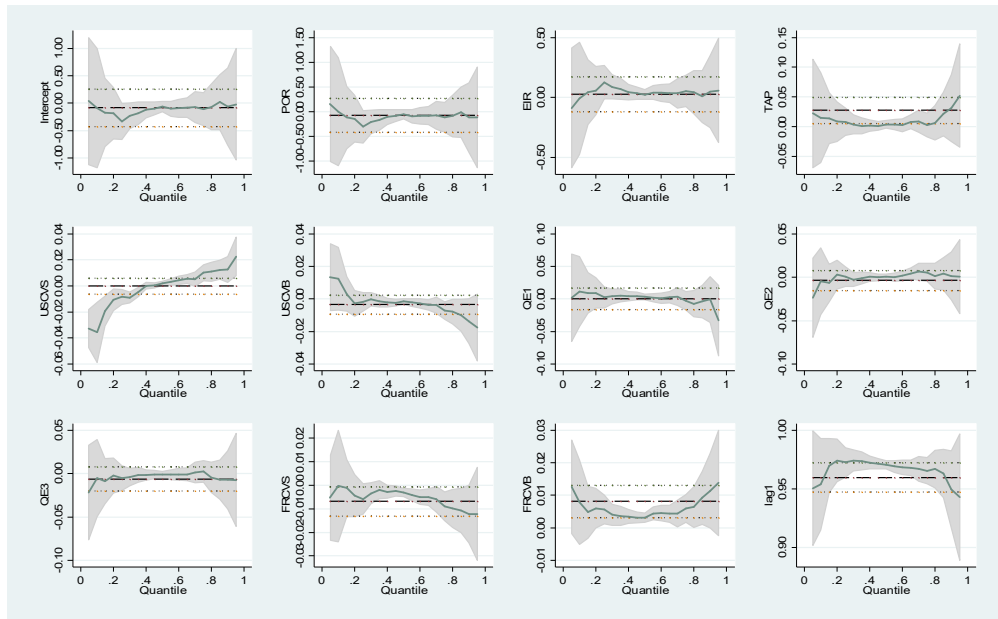 Intercept
-1.00 -0.50 0.00 0.50 1.00
0 .2 .4 .6 .8 1
Quantile
POR
-1.00 -0.50 0.00 0.50 1.00 1.50
0 .2 .4 .6 .8 1
Quantile
EIR
-0.50 0.00 0.50
0 .2 .4 .6 .8 1
Quantile
TAP
-0.05 0.00 0.05 0.10 0.15
0 .2 .4 .6 .8 1
Quantile
USCVS
-0.06 -0.04 -0.02 0.00 0.02 0.04
0 .2 .4 .6 .8 1
Quantile
USCVB
-0.04 -0.02 0.00 0.02 0.04
0 .2 .4 .6 .8 1
Quantile
QE1
-0.10 -0.05 0.00 0.05 0.10
0 .2 .4 .6 .8 1
Quantile
QE2
-0.10 -0.05 0.00 0.05
0 .2 .4 .6 .8 1
Quantile
QE3
-0.10 -0.05 0.00 0.05
0 .2 .4 .6 .8 1
Quantile
FRCVS
-0.03 -0.02 -0.01 0.00 0.01 0.02
0 .2 .4 .6 .8 1
Quantile
FRCVB
-0.01 0.00 0.01 0.02 0.03
0 .2 .4 .6 .8 1
Quantile
lag1
0.90 0.95 1.00
0 .2 .4 .6 .8 1
Quantile